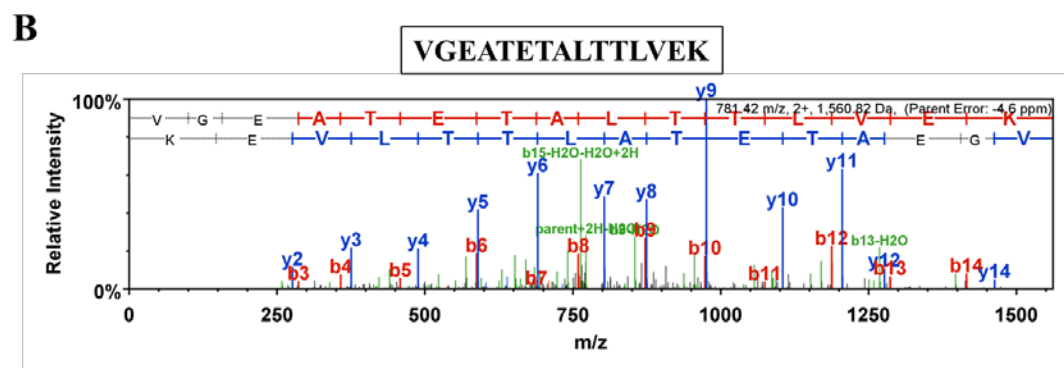 B
VGEATETALTTLVEK
100%
781.42 m/z, 2+, 1,560.82 Da, (Parent Error: -4.6 ppm)
V G E A T E T A L T T L V E K
K E V L T T L A T E T A E G V
Relative Intensity
0%
b15-H2O-H2O+2H
y9
y6
y11
y5
y7
y8
y10
parent+2H-H2O
y3
y4
b6
b8
b9
b10
b12
b13-H2O
y2
b3
b4
b5
b7
b11
y12
b13
b14
y14
0 250 500 750 1000 1250 1500
m/z